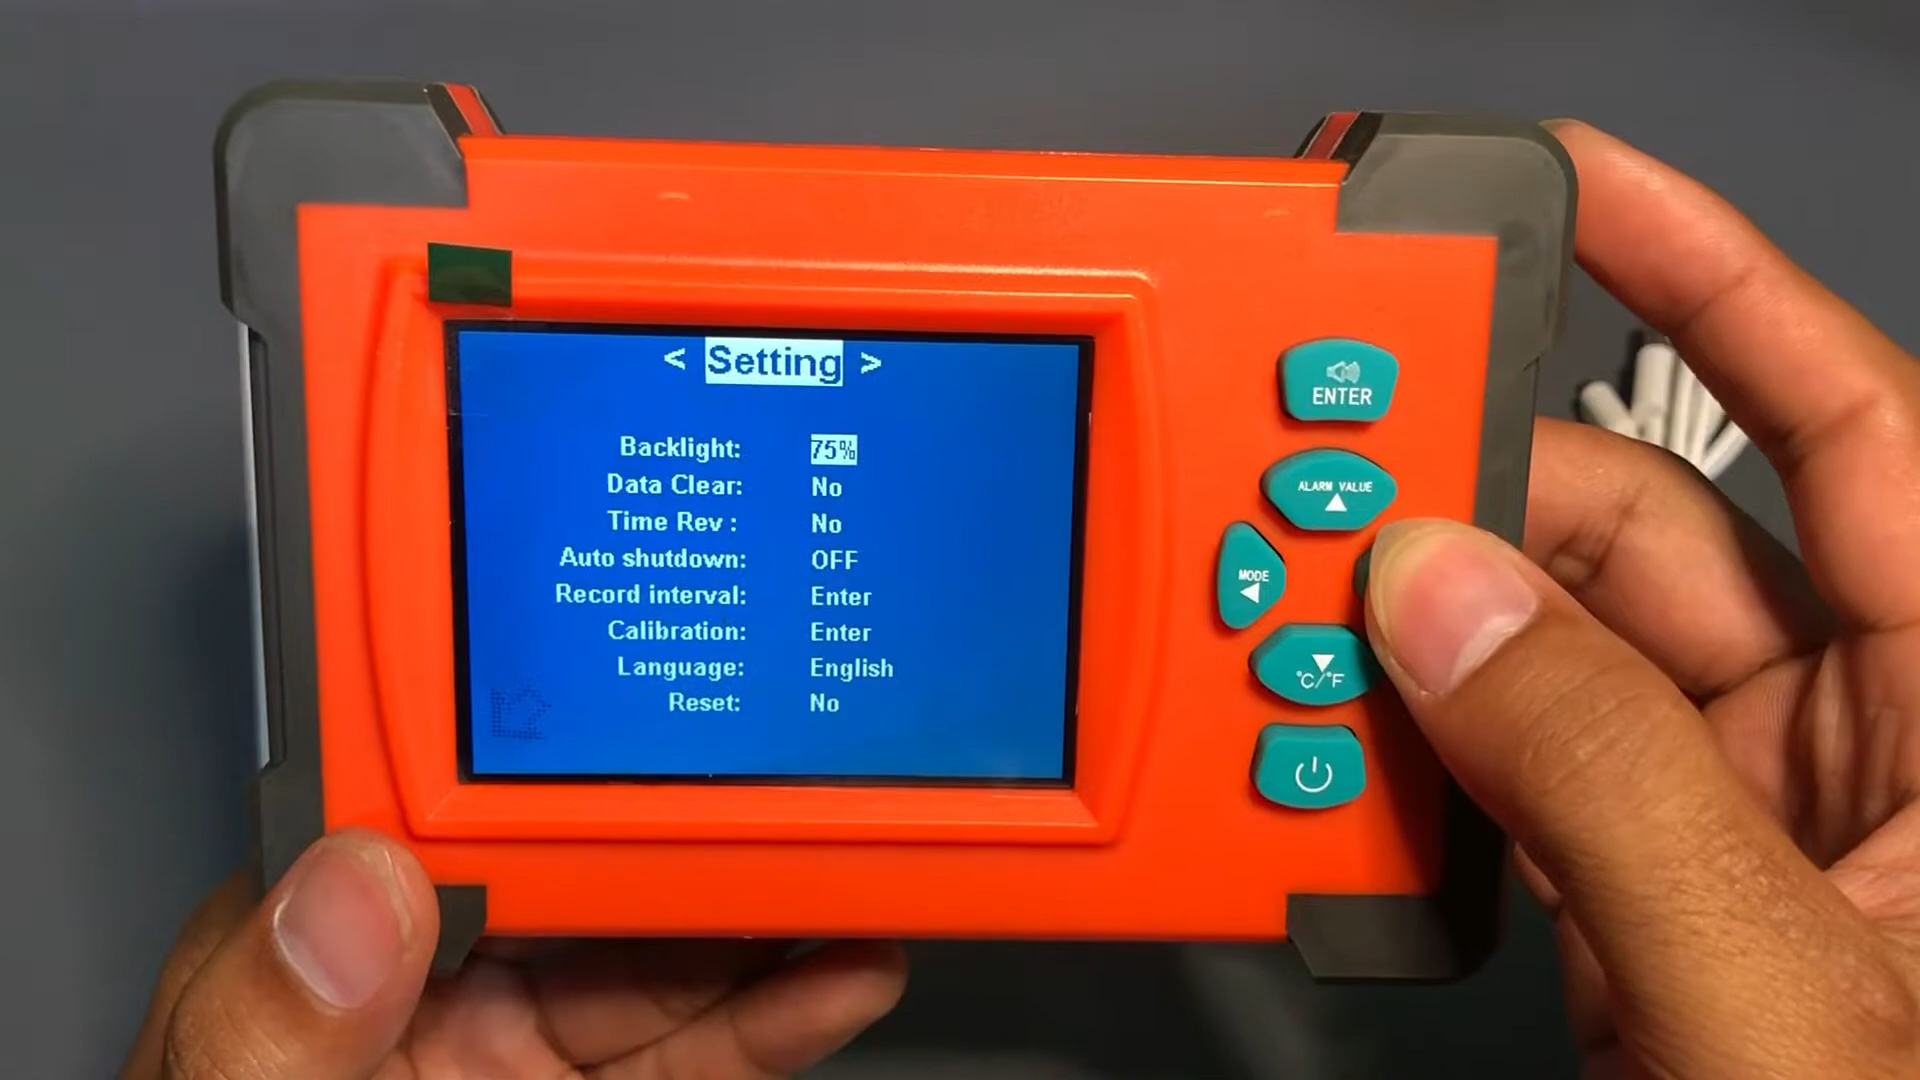 < Setting >
Backlight: 75%
Data Clear: No
Time Rev : No
Auto shutdown: OFF
Record interval: Enter
Calibration: Enter
Language: English
Reset: No
ENTER
ALARM VALUE
MODE
°C/°F